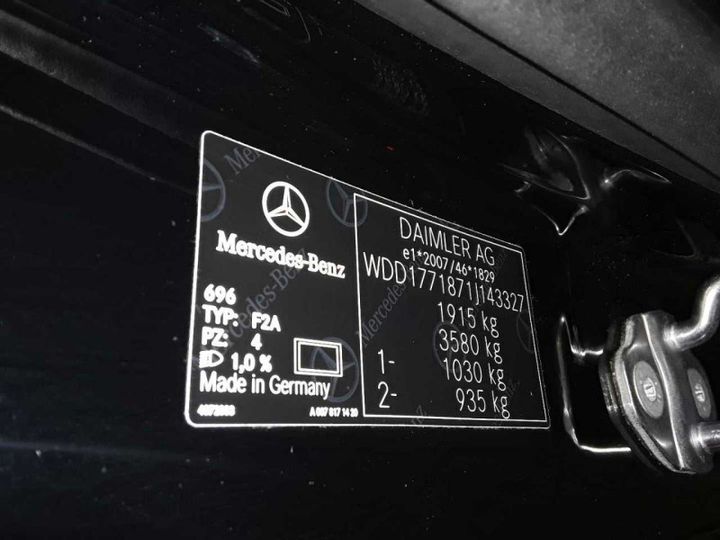 Mercedes-Benz
696
TYP: F2A
PZ: 4
1,0 %
Made in Germany
DAIMLER AG
e1*2007/46*1829
WDD1771871J143327
1915 kg
3580 kg
1- 1030 kg
2- 935 kg